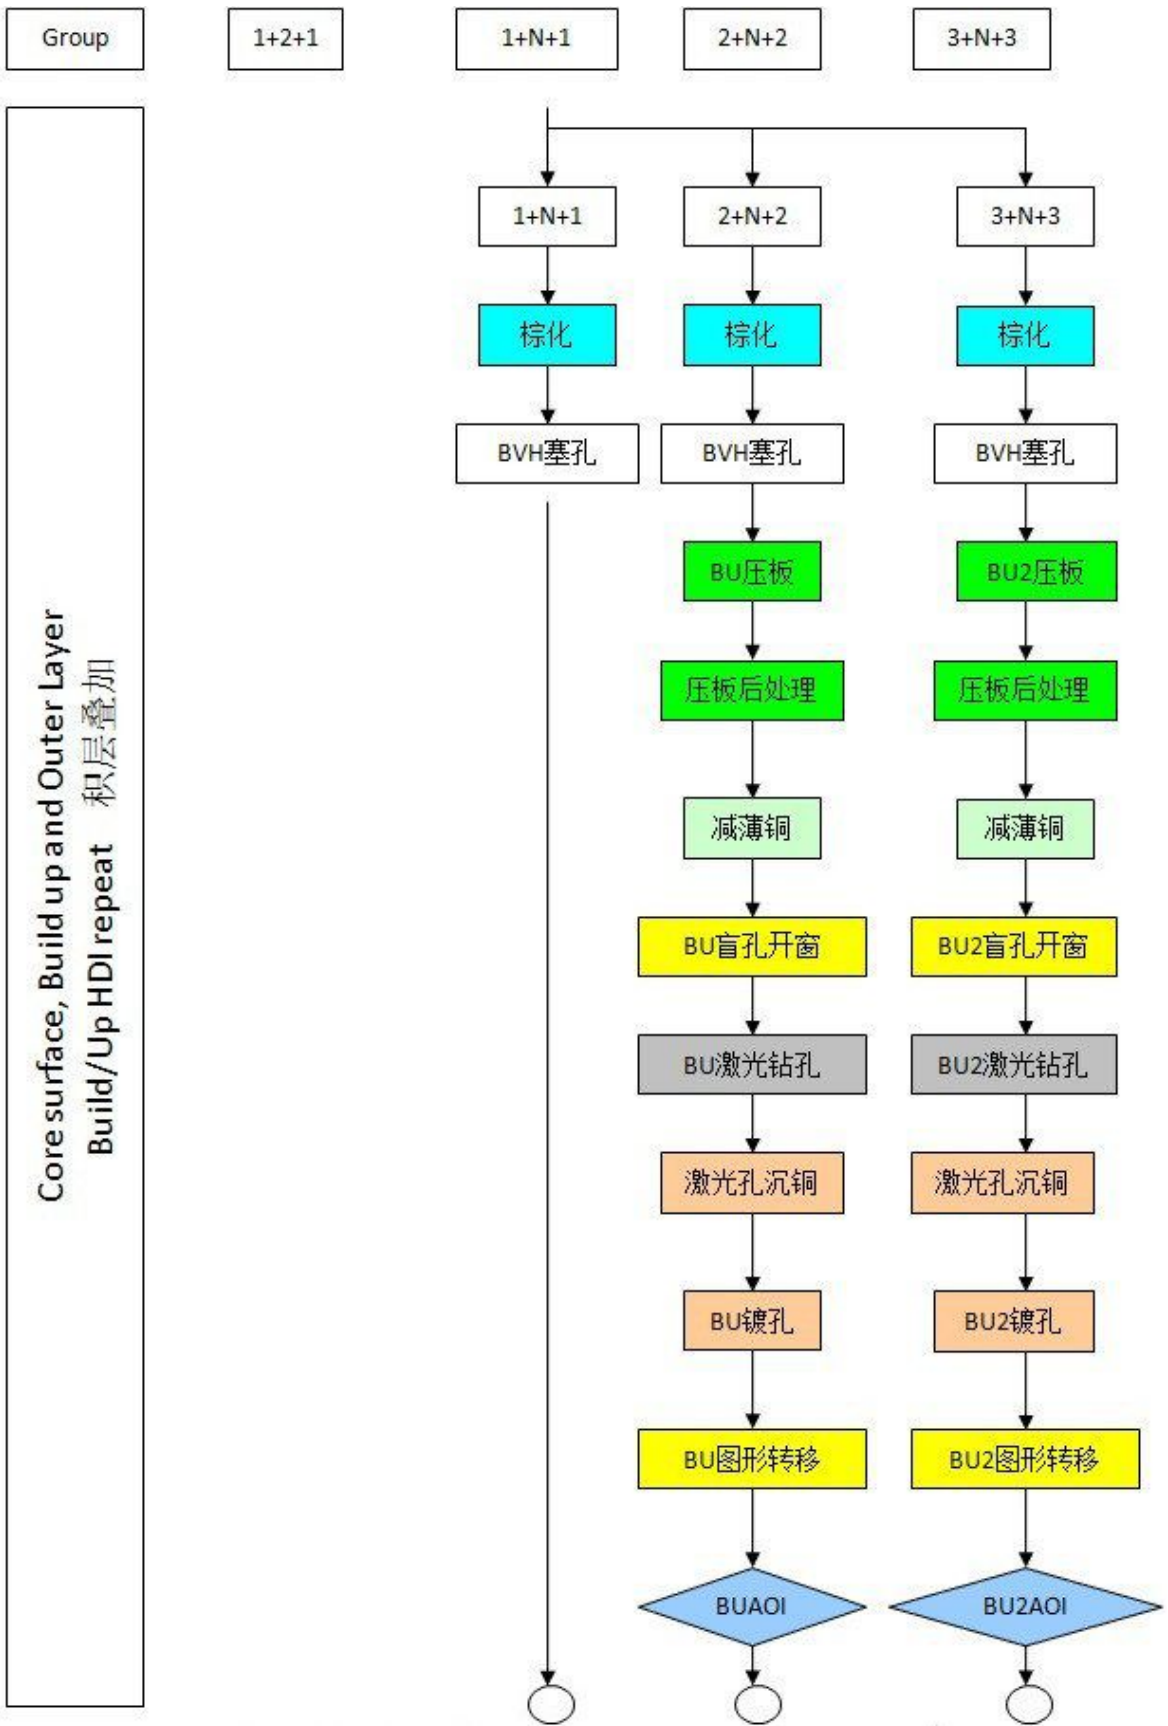 Group
1+2+1
1+N+1
2+N+2
3+N+3
Core surface, Build up and Outer Layer
Build/Up HDI repeat 积层叠加
1+N+1
2+N+2
3+N+3
棕化
棕化
棕化
BVH塞孔
BVH塞孔
BVH塞孔
BU压板
BU2压板
压板后处理
压板后处理
减薄铜
减薄铜
BU盲孔开窗
BU2盲孔开窗
BU激光钻孔
BU2激光钻孔
激光孔沉铜
激光孔沉铜
BU镀孔
BU2镀孔
BU图形转移
BU2图形转移
BUAOI
BU2AOI